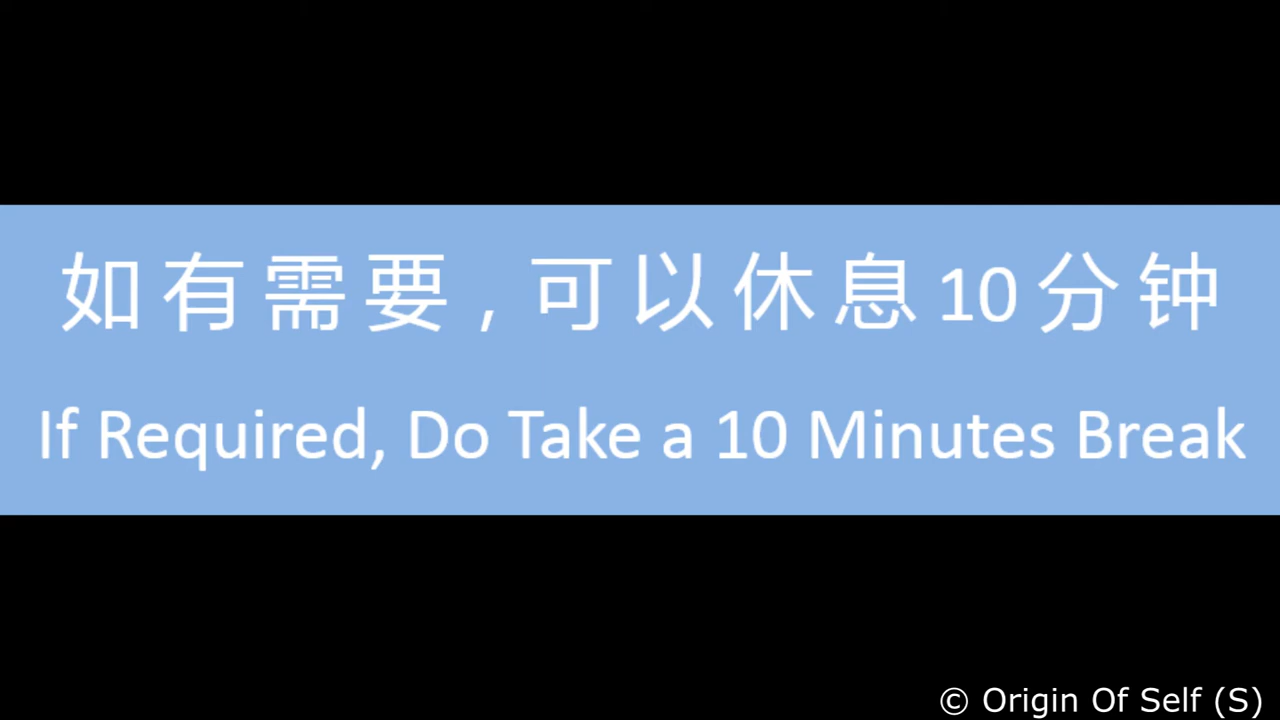 如有需要，可以休息10分钟
If Required, Do Take a 10 Minutes Break
© Origin Of Self (S)